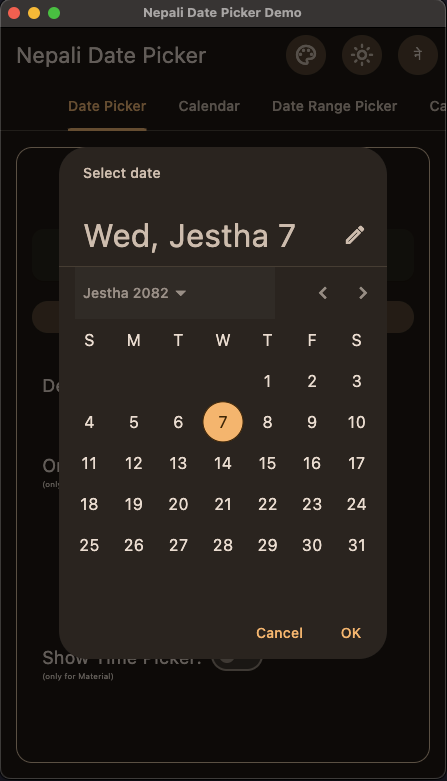 Nepali Date Picker Demo
Nepali Date Picker
ने
Date Picker Calendar Date Range Picker Ca
Select date
Wed, Jestha 7
Jestha 2082
S M T W T F S
1 2 3
4 5 6 7 8 9 10
11 12 13 14 15 16 17
18 19 20 21 22 23 24
25 26 27 28 29 30 31
Cancel OK
Show Time Picker:
(only for Material)